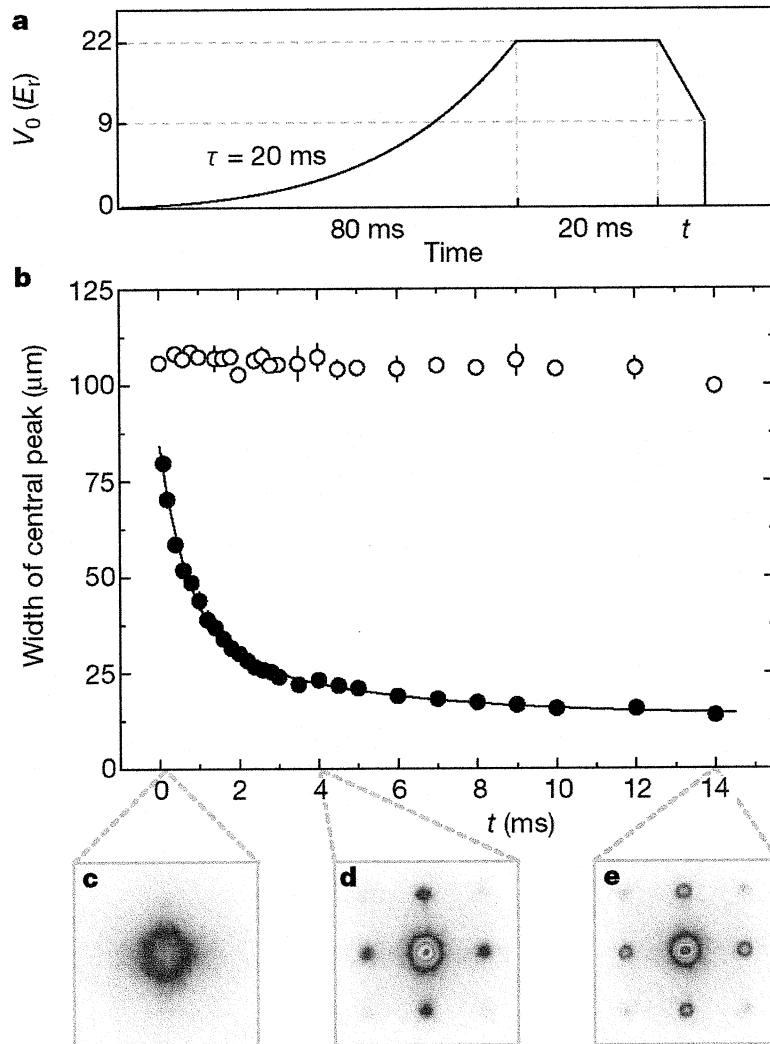 a
V0 (Er)
22
9
0
τ = 20 ms
80 ms
20 ms
t
Time
b
Width of central peak (μm)
125
100
75
50
25
0
0
2
4
6
8
10
12
14
t (ms)
c
d
e